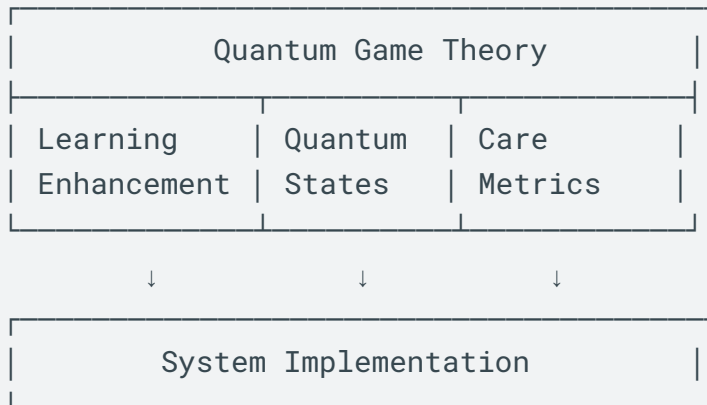 Quantum Game Theory
Learning Quantum Care
Enhancement States Metrics
↓ ↓ ↓
System Implementation